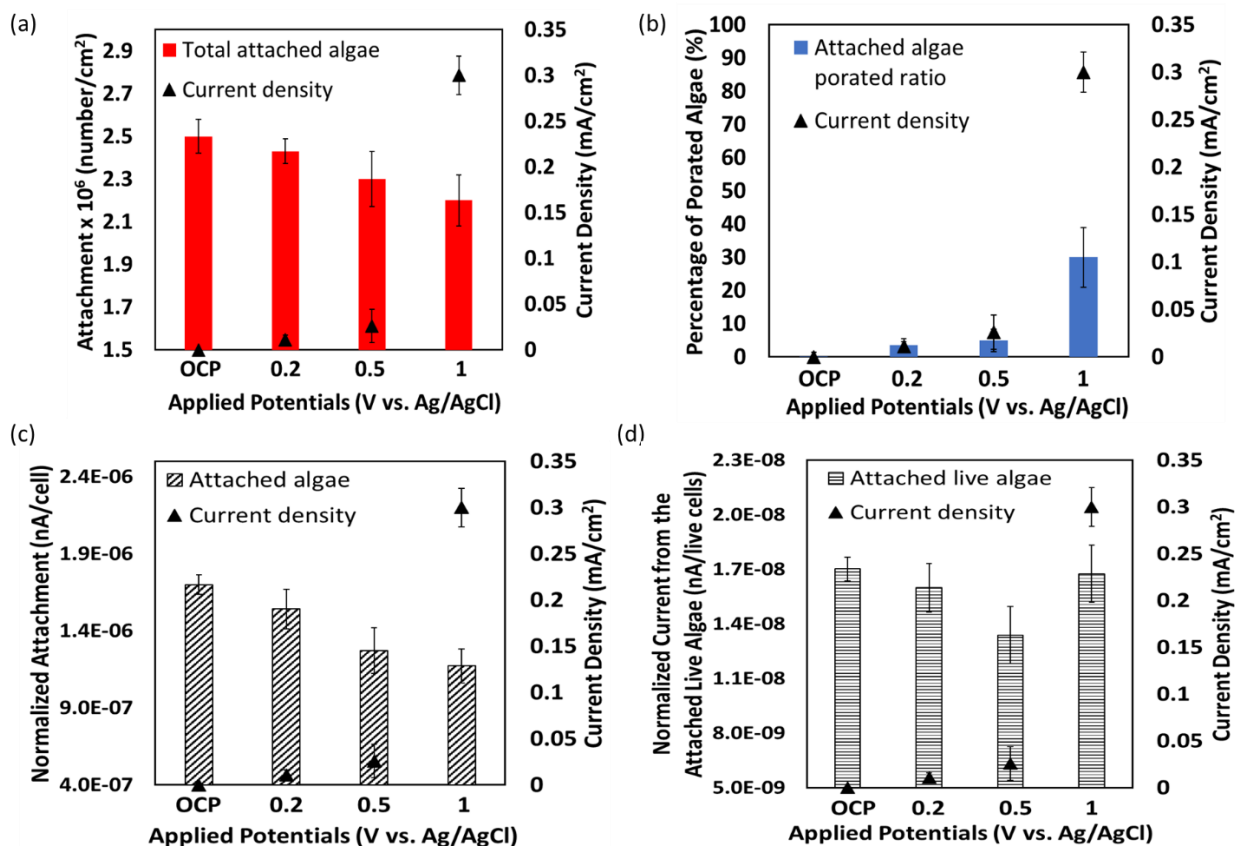 (a)
Attachment x 10⁶ (number/cm²)
2.9
2.7
2.5
2.3
2.1
1.9
1.7
1.5
Total attached algae
Current density
0.35
0.3
0.25
0.2
0.15
0.1
0.05
0
Current Density (mA/cm²)
OCP 0.2 0.5 1
Applied Potentials (V vs. Ag/AgCl)
(b)
Percentage of Porated Algae (%)
100
90
80
70
60
50
40
30
20
10
0
Attached algae
porated ratio
Current density
0.35
0.3
0.25
0.2
0.15
0.1
0.05
0
Current Density (mA/cm²)
OCP 0.2 0.5 1
Applied Potentials (V vs. Ag/AgCl)
(c)
Normalized Attachment (nA/cell)
2.4E-06
1.9E-06
1.4E-06
9.0E-07
4.0E-07
Attached algae
Current density
0.35
0.3
0.25
0.2
0.15
0.1
0.05
0
Current Density (mA/cm²)
OCP 0.2 0.5 1
Applied Potentials (V vs. Ag/AgCl)
(d)
Normalized Current from the
Attached Live Algae (nA/live cells)
2.3E-08
2.0E-08
1.7E-08
1.4E-08
1.1E-08
8.0E-09
5.0E-09
Attached live algae
Current density
0.35
0.3
0.25
0.2
0.15
0.1
0.05
0
Current Density (mA/cm²)
OCP 0.2 0.5 1
Applied Potentials (V vs. Ag/AgCl)